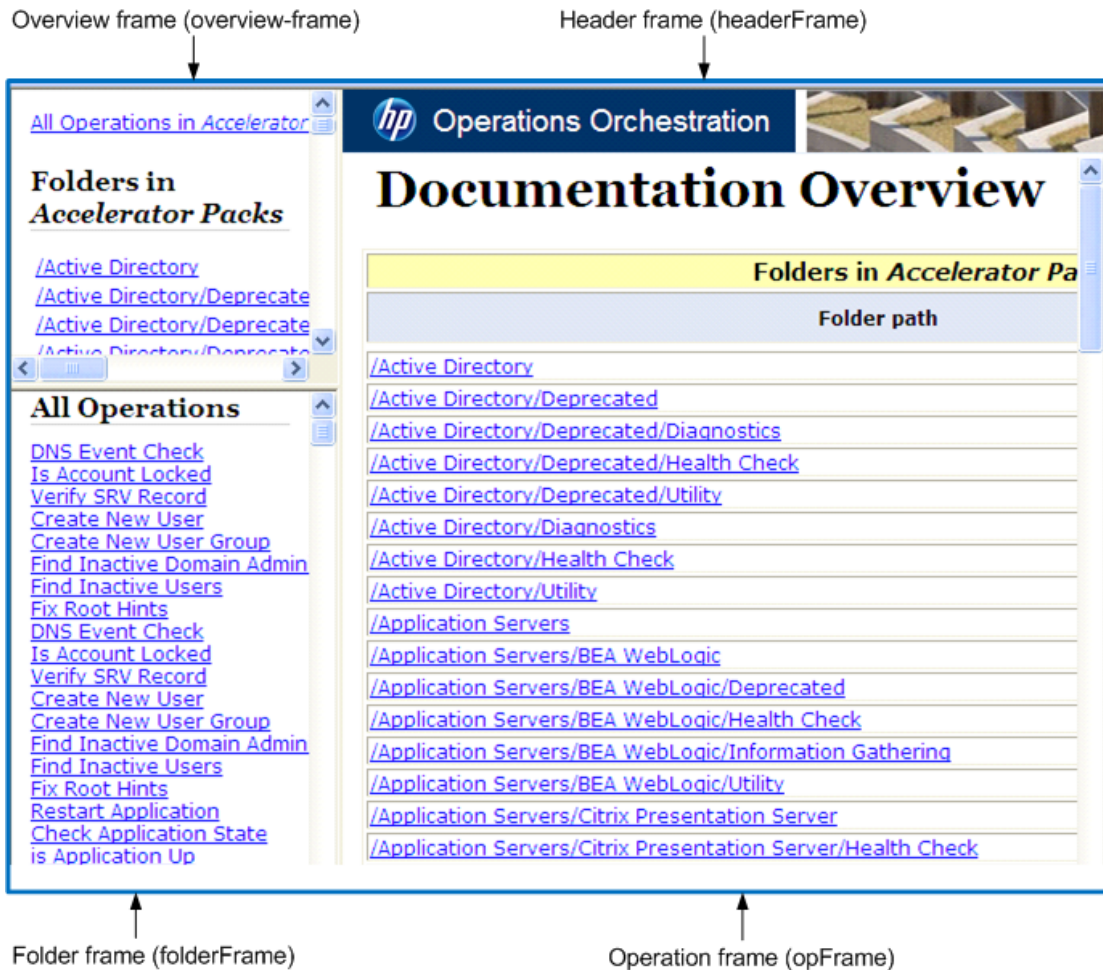 Overview frame (overview-frame)
Header frame (headerFrame)
All Operations in Accelerator
Folders in
Accelerator Packs
/Active Directory
/Active Directory/Deprecate
/Active Directory/Deprecate
/Active Directory/Deprecate
hp Operations Orchestration
Documentation Overview
Folders in Accelerator Pa
Folder path
/Active Directory
/Active Directory/Deprecated
/Active Directory/Deprecated/Diagnostics
/Active Directory/Deprecated/Health Check
/Active Directory/Deprecated/Utility
/Active Directory/Diagnostics
/Active Directory/Health Check
/Active Directory/Utility
/Application Servers
/Application Servers/BEA WebLogic
/Application Servers/BEA WebLogic/Deprecated
/Application Servers/BEA WebLogic/Health Check
/Application Servers/BEA WebLogic/Information Gathering
/Application Servers/BEA WebLogic/Utility
/Application Servers/Citrix Presentation Server
/Application Servers/Citrix Presentation Server/Health Check
All Operations
DNS Event Check
Is Account Locked
Verify SRV Record
Create New User
Create New User Group
Find Inactive Domain Admin
Find Inactive Users
Fix Root Hints
DNS Event Check
Is Account Locked
Verify SRV Record
Create New User
Create New User Group
Find Inactive Domain Admin
Find Inactive Users
Fix Root Hints
Restart Application
Check Application State
is Application Up
Folder frame (folderFrame)
Operation frame (opFrame)